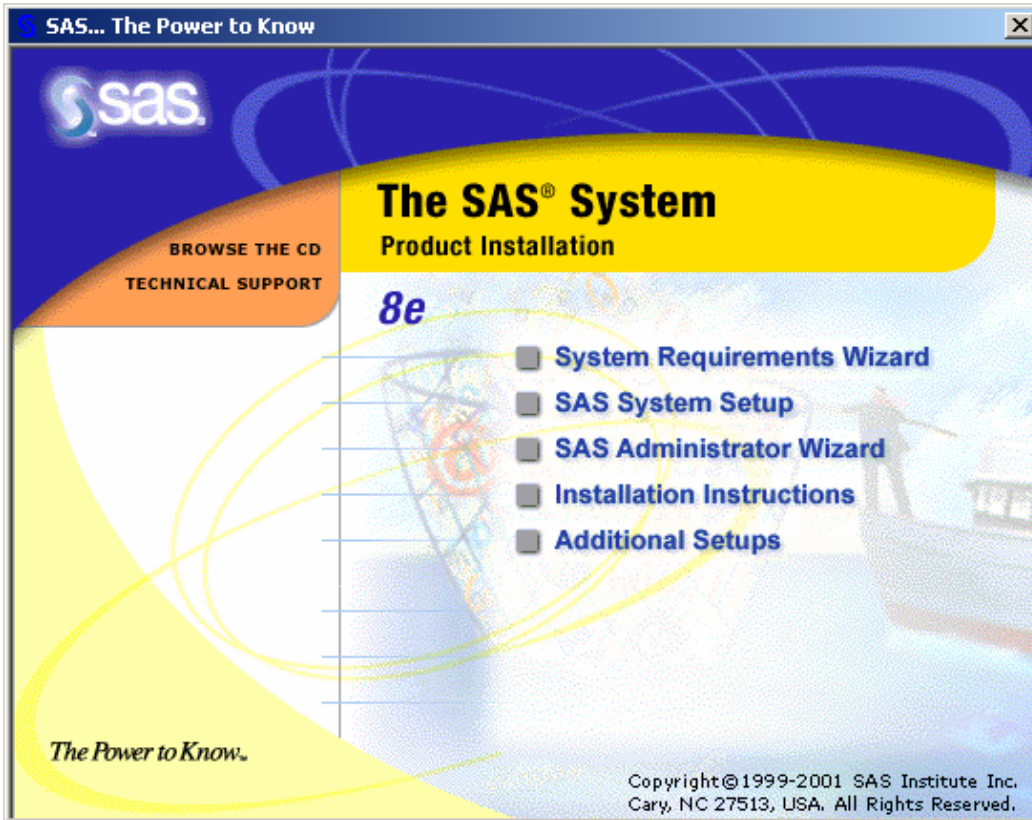 SAS... The Power to Know
sas.
The SAS® System
Product Installation
BROWSE THE CD
TECHNICAL SUPPORT
8e
System Requirements Wizard
SAS System Setup
SAS Administrator Wizard
Installation Instructions
Additional Setups
The Power to Know™
Copyright©1999-2001 SAS Institute Inc.
Cary, NC 27513, USA. All Rights Reserved.